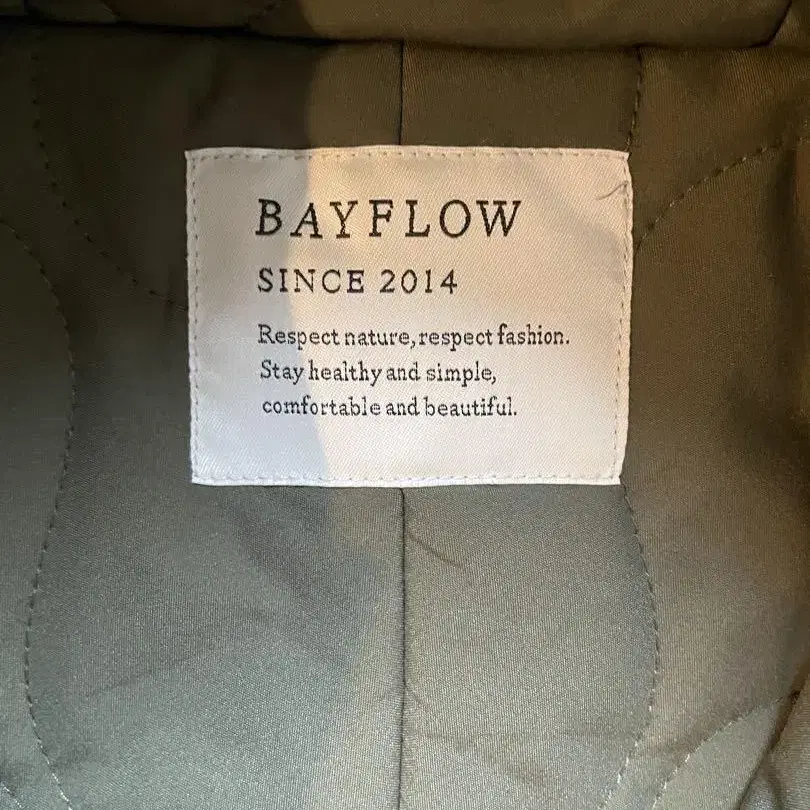 BAYFLOW
SINCE 2014
Respect nature, respect fashion.
Stay healthy and simple,
comfortable and beautiful.